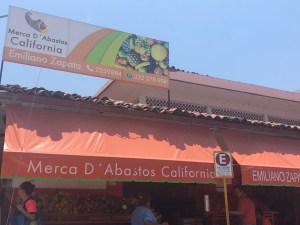 Merca D´Abastos
California
Emiliano Zapata
Merca D´Abastos California
E
EMILIANO ZAPA